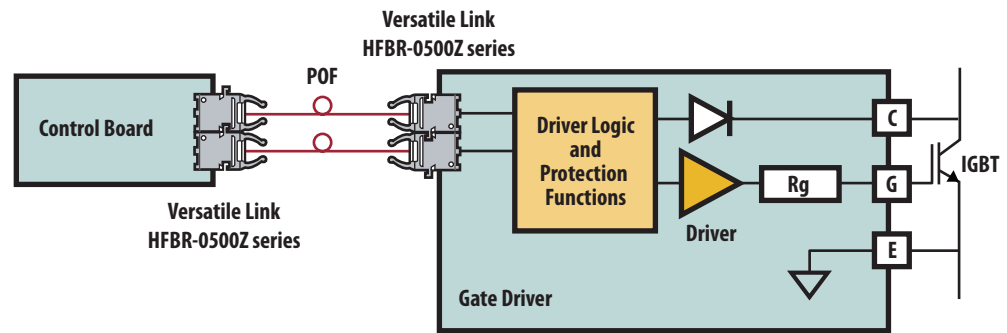 Versatile Link
HFBR-0500Z series
POF
Control Board
Versatile Link
HFBR-0500Z series
Driver Logic
and
Protection
Functions
Driver
Rg
C
G
E
IGBT
Gate Driver